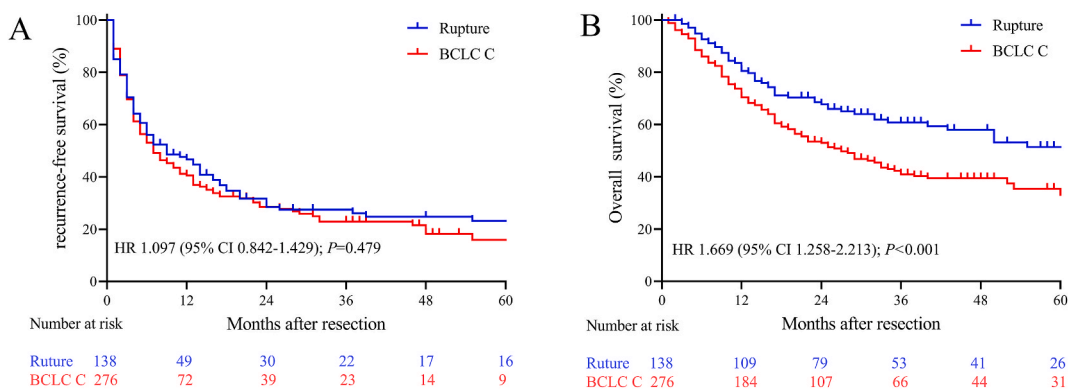 A
Rupture
BCLC C
recurrence-free survival (%)
100
80
60
40
20
0
HR 1.097 (95% CI 0.842-1.429); P=0.479
0 12 24 36 48 60
Number at risk
Months after resection
Ruture 138 49 30 22 17 16
BCLC C 276 72 39 23 14 9
B
Rupture
BCLC C
Overall survival (%)
100
80
60
40
20
0
HR 1.669 (95% CI 1.258-2.213); P<0.001
0 12 24 36 48 60
Number at risk
Months after resection
Ruture 138 109 79 53 41 26
BCLC C 276 184 107 66 44 31